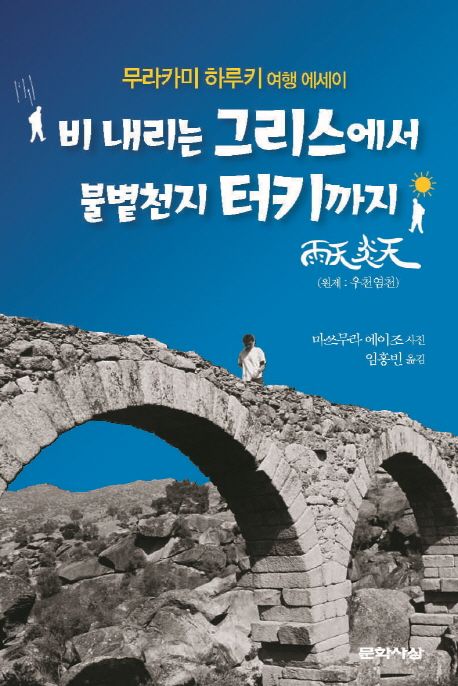 무라카미 하루키 여행 에세이
비 내리는 그리스에서
불볕천지 터키까지
雨天炎天
(원제 : 우천염천)
마쓰무라 에이조 사진
임홍빈 옮김
문학사상